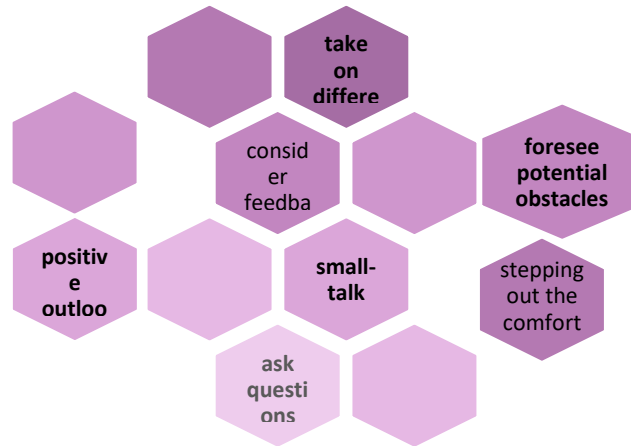 take
on
differe
consid
er
feedba
foresee
potential
obstacles
positiv
e
outloo
small-
talk
stepping
out the
comfort
ask
questi
ons